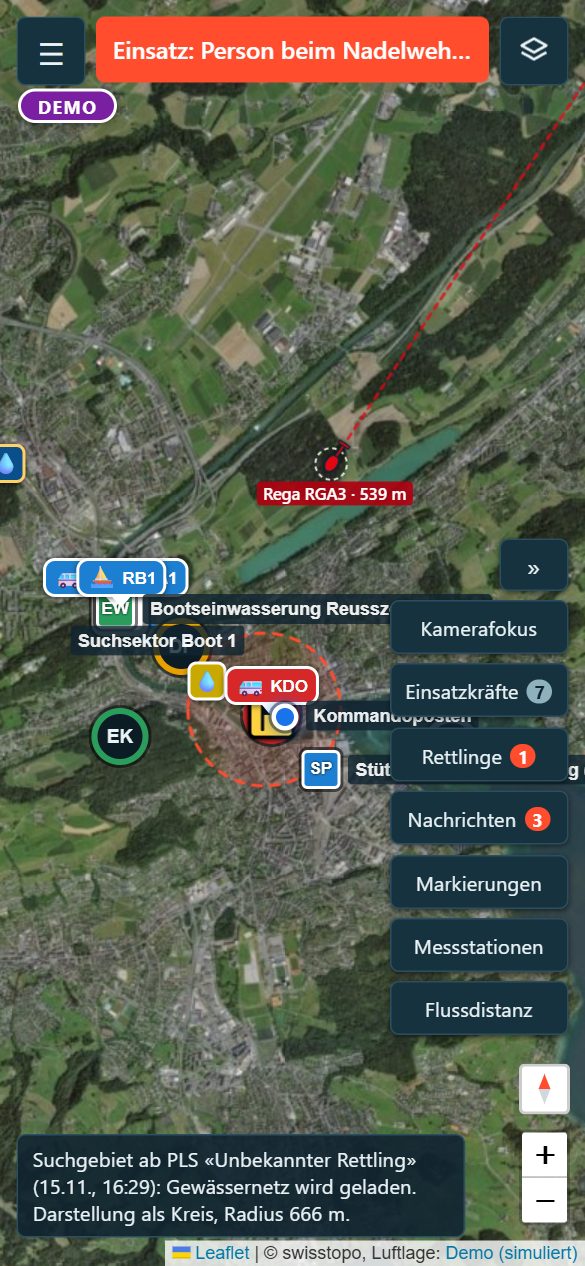 Einsatz: Person beim Nadelweh...
DEMO
Rega RGA3 · 539 m
RB1
1
»
EW
Bootseinwasserung Reussz
Kamerafokus
Suchsektor Boot 1
KDO
Einsatzkräfte 7
Kommandoposten
EK
Rettlinge 1
SP
Stüt
g
Nachrichten 3
Markierungen
Messstationen
Flussdistanz
+
−
Suchgebiet ab PLS «Unbekannter Rettling»
(15.11., 16:29): Gewässernetz wird geladen.
Darstellung als Kreis, Radius 666 m.
Leaflet | © swisstopo, Luftlage: Demo (simuliert)